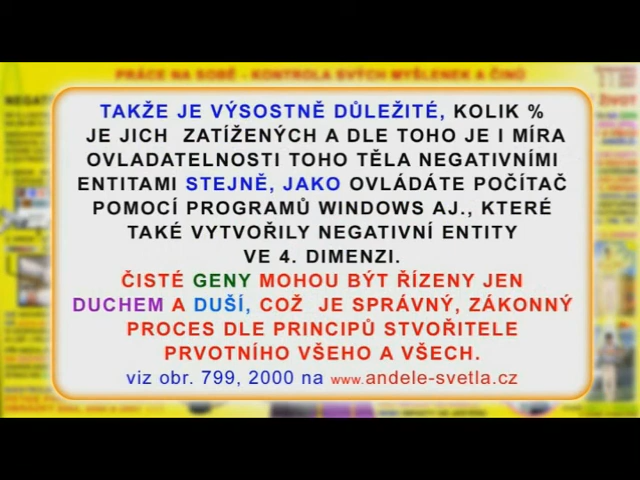 PRÁCE NA SOBĚ - KONTROLA SVÝCH MYŠLENEK A ČINŮ
TAKŽE JE VÝSOSTNĚ DŮLEŽITÉ, KOLIK %
JE JICH ZATÍŽENÝCH A DLE TOHO JE I MÍRA
OVLADATELNOSTI TOHO TĚLA NEGATIVNÍMI
ENTITAMI STEJNĚ, JAKO OVLÁDÁTE POČÍTAČ
POMOCÍ PROGRAMŮ WINDOWS AJ., KTERÉ
TAKÉ VYTVOŘILY NEGATIVNÍ ENTITY
VE 4. DIMENZI.
ČISTÉ GENY MOHOU BÝT ŘÍZENY JEN
DUCHEM A DUŠÍ, COŽ JE SPRÁVNÝ, ZÁKONNÝ
PROCES DLE PRINCIPŮ STVOŘITELE
PRVOTNÍHO VŠEHO A VŠECH.
viz obr. 799, 2000 na www.andele-svetla.cz